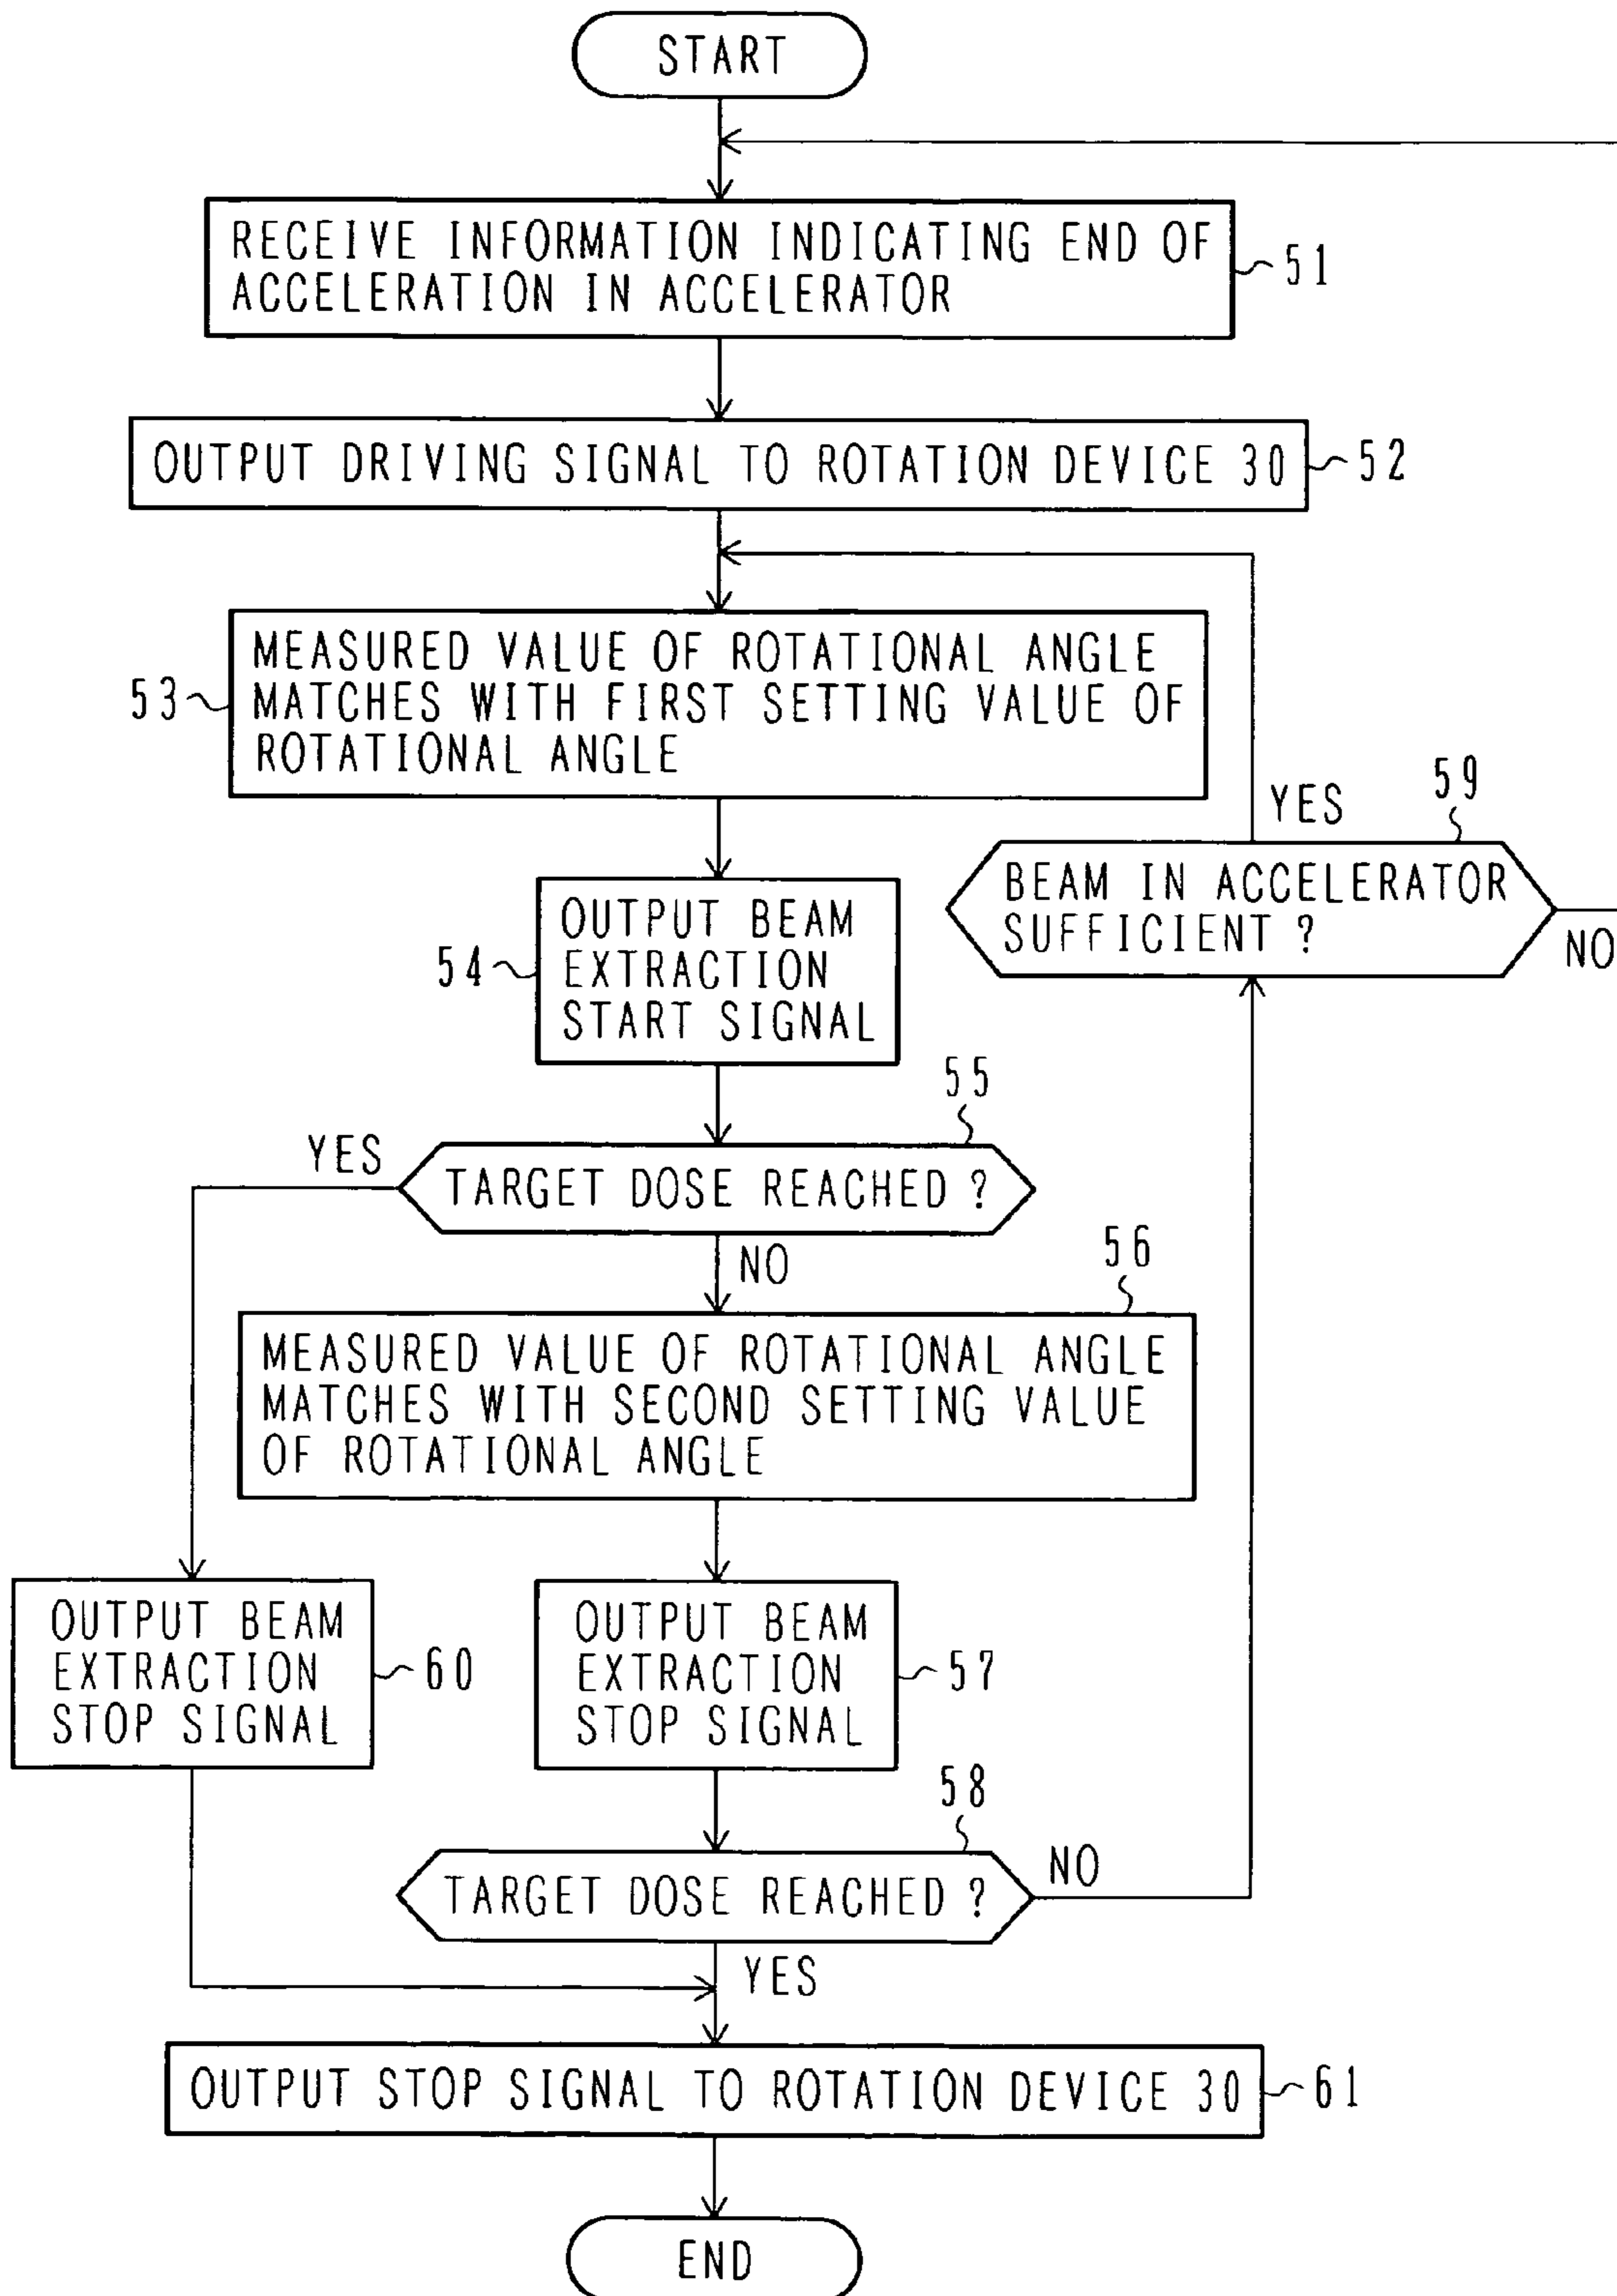 START
RECEIVE INFORMATION INDICATING END OF
ACCELERATION IN ACCELERATOR
51
OUTPUT DRIVING SIGNAL TO ROTATION DEVICE 30
52
MEASURED VALUE OF ROTATIONAL ANGLE
MATCHES WITH FIRST SETTING VALUE OF
ROTATIONAL ANGLE
53
59
YES
BEAM IN ACCELERATOR
SUFFICIENT ?
NO
OUTPUT BEAM
EXTRACTION
START SIGNAL
54
55
YES
TARGET DOSE REACHED ?
NO
56
MEASURED VALUE OF ROTATIONAL ANGLE
MATCHES WITH SECOND SETTING VALUE
OF ROTATIONAL ANGLE
OUTPUT BEAM
EXTRACTION
STOP SIGNAL
60
OUTPUT BEAM
EXTRACTION
STOP SIGNAL
57
58
TARGET DOSE REACHED ?
NO
YES
OUTPUT STOP SIGNAL TO ROTATION DEVICE 30
61
END